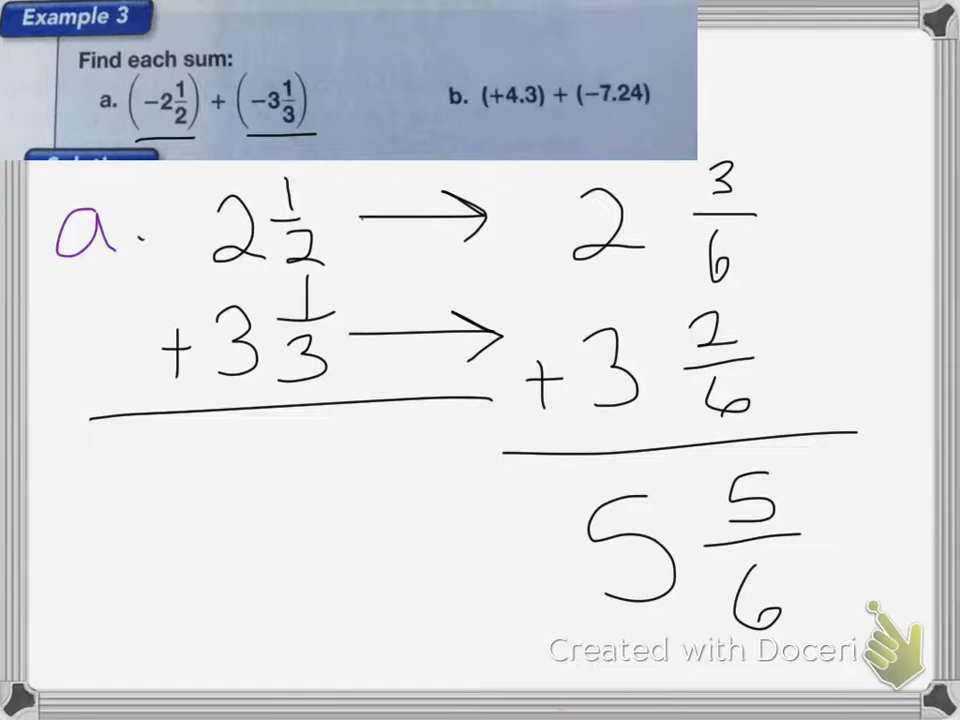 Example 3
Find each sum:
a. (−2 1/2) + (−3 1/3)
b. (+4.3) + (−7.24)
a. 2 1/2 → 2 3/6
+ 3 1/3 → + 3 2/6
5 5/6
Created with Doceri